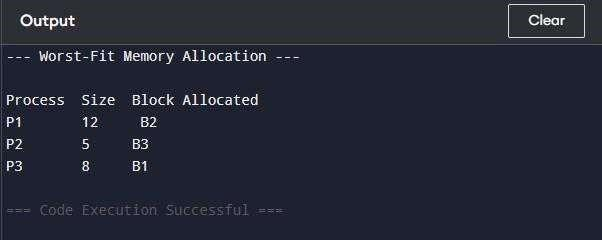 Output
Clear
--- Worst-Fit Memory Allocation ---
Process  Size  Block Allocated
P1       12     B2
P2       5     B3
P3       8     B1
=== Code Execution Successful ===